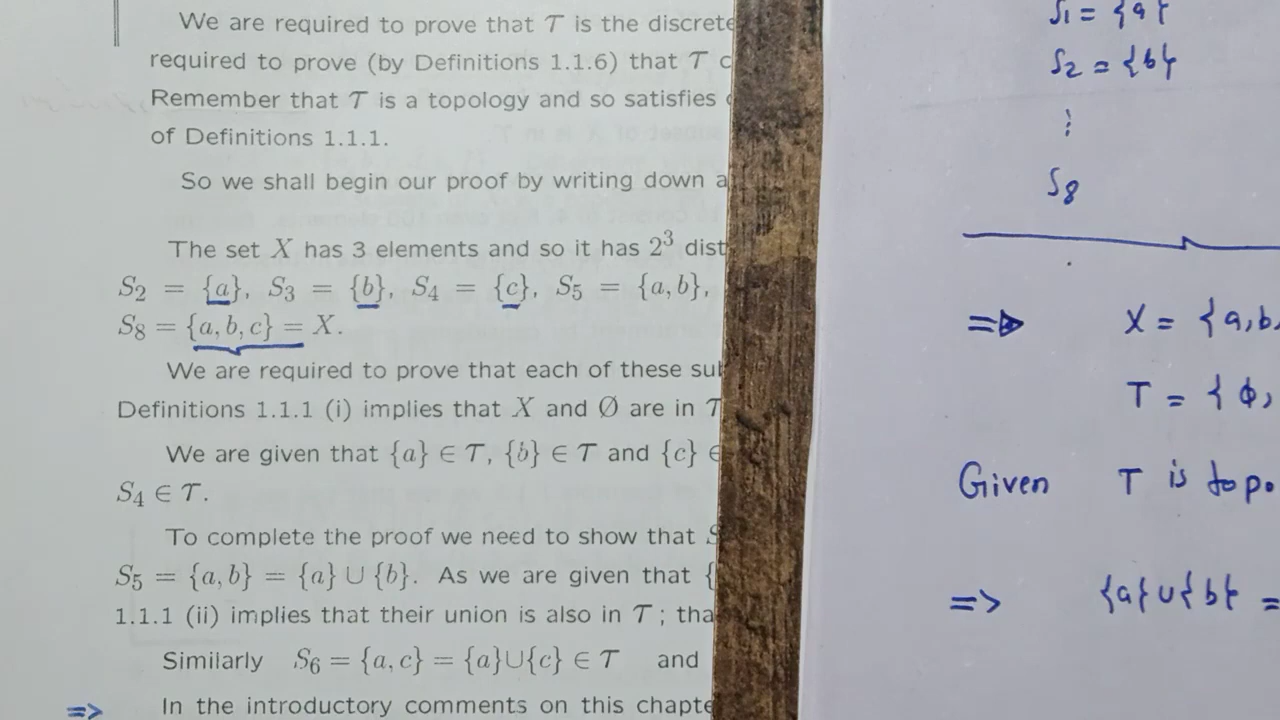 We are required to prove that 𝒯 is the discrete
required to prove (by Definitions 1.1.6) that 𝒯 c
Remember that 𝒯 is a topology and so satisfies
of Definitions 1.1.1.
So we shall begin our proof by writing down a
The set X has 3 elements and so it has 2³ dist
S₂ = {a}, S₃ = {b}, S₄ = {c}, S₅ = {a, b},
S₈ = {a, b, c} = X.
We are required to prove that each of these sub
Definitions 1.1.1 (i) implies that X and Ø are in 𝒯
We are given that {a} ∈ 𝒯, {b} ∈ 𝒯 and {c} ∈
S₄ ∈ 𝒯.
To complete the proof we need to show that S
S₅ = {a, b} = {a} ∪ {b}. As we are given that {
1.1.1 (ii) implies that their union is also in 𝒯 ; tha
Similarly S₆ = {a, c} = {a}∪{c} ∈ 𝒯 and
=> In the introductory comments on this chapte
S₁ = {a}
S₂ = {b}
⋮
S₈
=> X = {a,b,
T = { ϕ,
Given T is topo
=> {a}∪{b} =